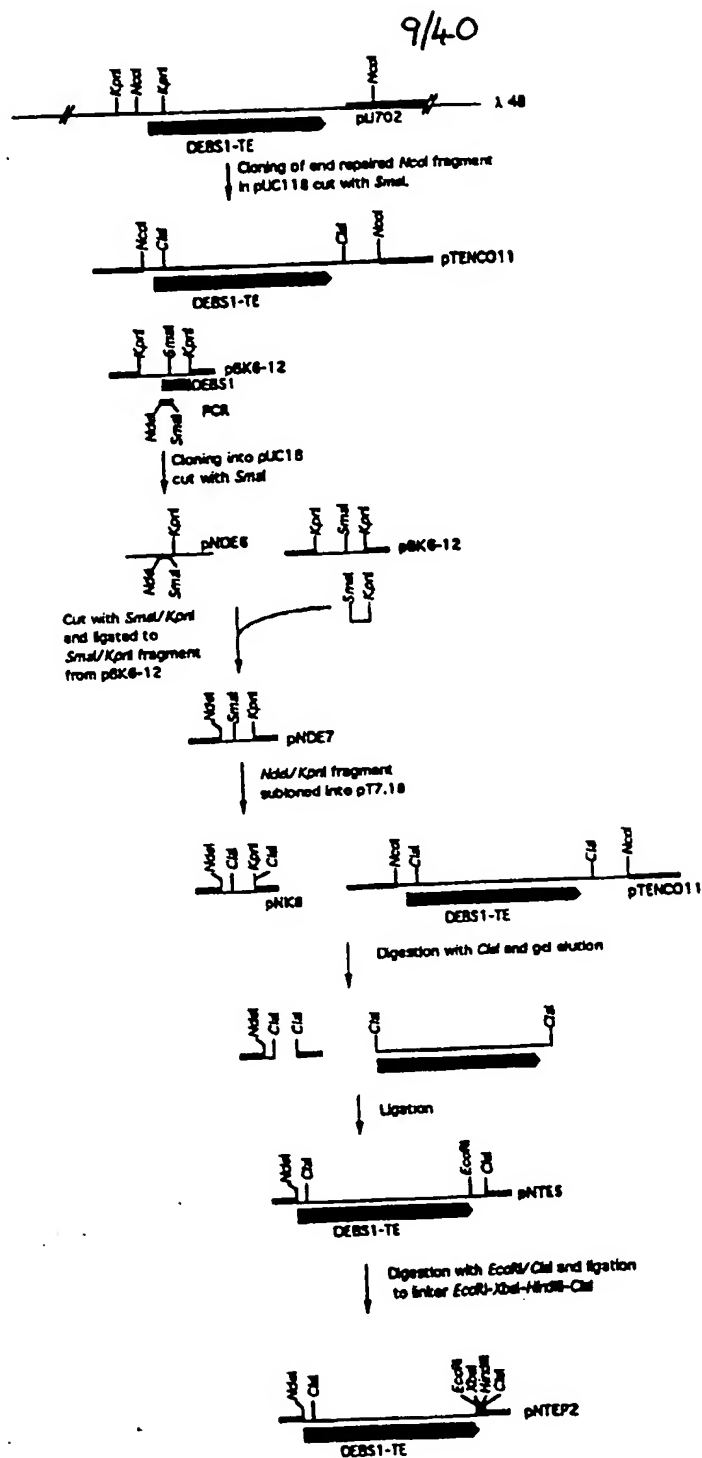 9/40
KpnI NcoI KpnI NcoI
λ 48
pIJ702
DEBS1-TE
Cloning of end repaired NcoI fragment
in pUC118 cut with SmaI.
NcoI ClaI ClaI NcoI
pTENCO11
DEBS1-TE
KpnI SmaI KpnI
pBK6-12
DEBS1
PCR
NdeI SmaI
Cloning into pUC18
cut with SmaI
KpnI
pNDE6
NdeI SmaI
KpnI SmaI KpnI
pBK6-12
SmaI KpnI
Cut with SmaI/KpnI
and ligated to
SmaI/KpnI fragment
from pBK6-12
NdeI SmaI KpnI
pNDE7
NdeI/KpnI fragment
subloned into pT7.18
NdeI ClaI KpnI ClaI
pNK8
NcoI ClaI ClaI NcoI
pTENCO11
DEBS1-TE
Digestion with ClaI and gel elution
NdeI ClaI ClaI
ClaI ClaI
Ligation
NdeI ClaI EcoRI ClaI
pNTE5
DEBS1-TE
Digestion with EcoRI/ClaI and ligation
to linker EcoRI-XbaI-HindIII-ClaI
NdeI ClaI EcoRI XbaI HindIII ClaI
pNTEP2
DEBS1-TE